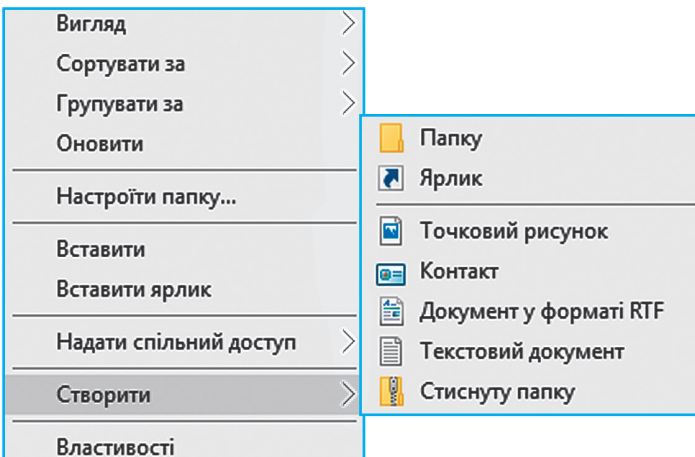 Вигляд
Сортувати за
Групувати за
Оновити
Настроїти папку...
Вставити
Вставити ярлик
Надати спільний доступ
Створити
Властивості
Папку
Ярлик
Точковий рисунок
Контакт
Документ у форматі RTF
Текстовий документ
Стиснуту папку